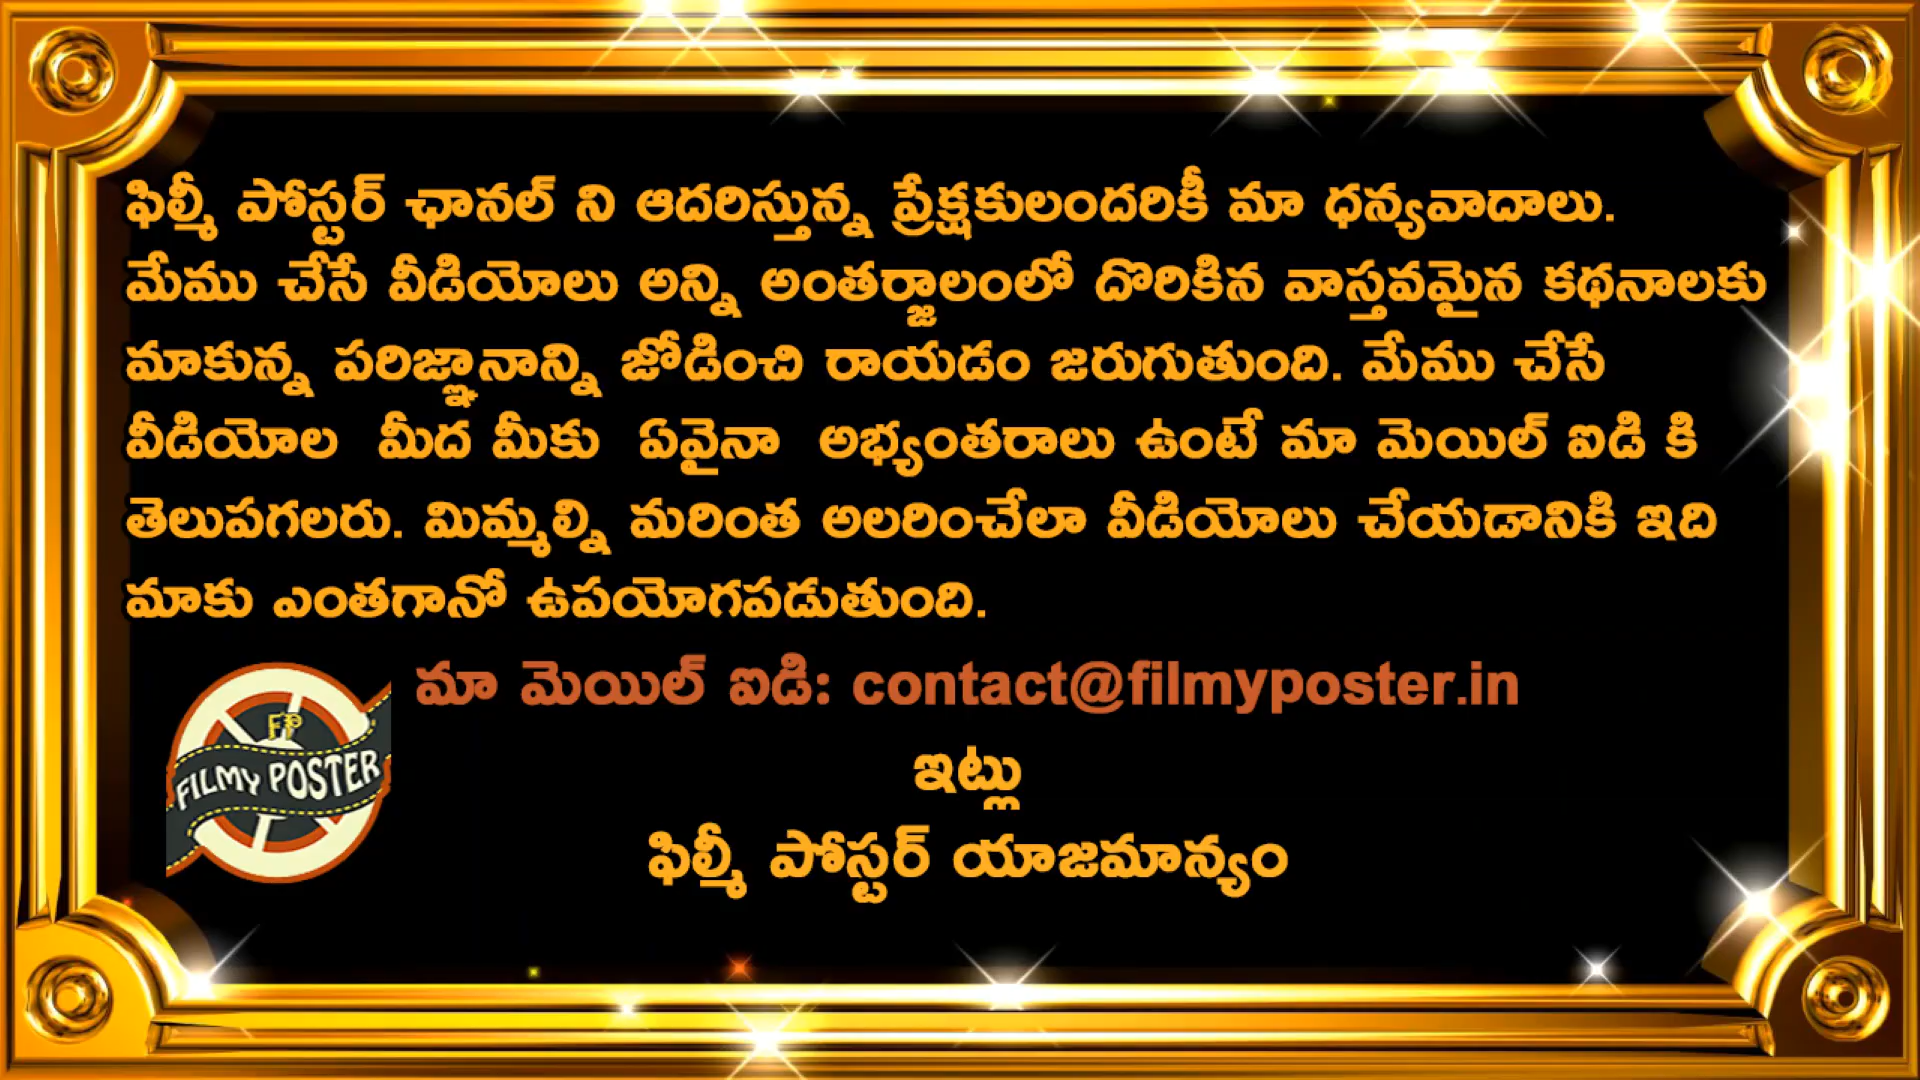 ఫిల్మీ పోస్టర్ ఛానల్ ని ఆదరిస్తున్న ప్రేక్షకులందరికీ మా ధన్యవాదాలు.
మేము చేసే వీడియోలు అన్ని అంతర్జాలంలో దొరికిన వాస్తవమైన కథనాలకు
మాకున్న పరిజ్ఞానాన్ని జోడించి రాయడం జరుగుతుంది. మేము చేసే
వీడియోల మీద మీకు ఏవైనా అభ్యంతరాలు ఉంటే మా మెయిల్ ఐడి కి
తెలుపగలరు. మిమ్మల్ని మరింత అలరించేలా వీడియోలు చేయడానికి ఇది
మాకు ఎంతగానో ఉపయోగపడుతుంది.
మా మెయిల్ ఐడి: contact@filmyposter.in
FP
FILMY POSTER
ఇట్లు
ఫిల్మీ పోస్టర్ యాజమాన్యం